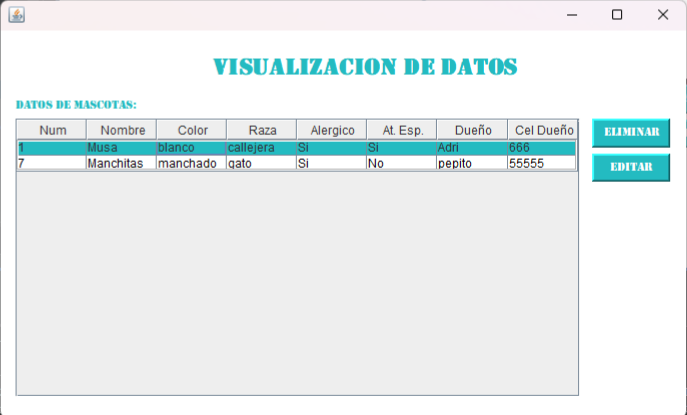 VISUALIZACION DE DATOS
DATOS DE MASCOTAS:
Num Nombre Color Raza Alergico At. Esp. Dueño Cel Dueño
1 Musa blanco callejera Si Si Adri 666
7 Manchitas manchado gato Si No pepito 55555
ELIMINAR
EDITAR